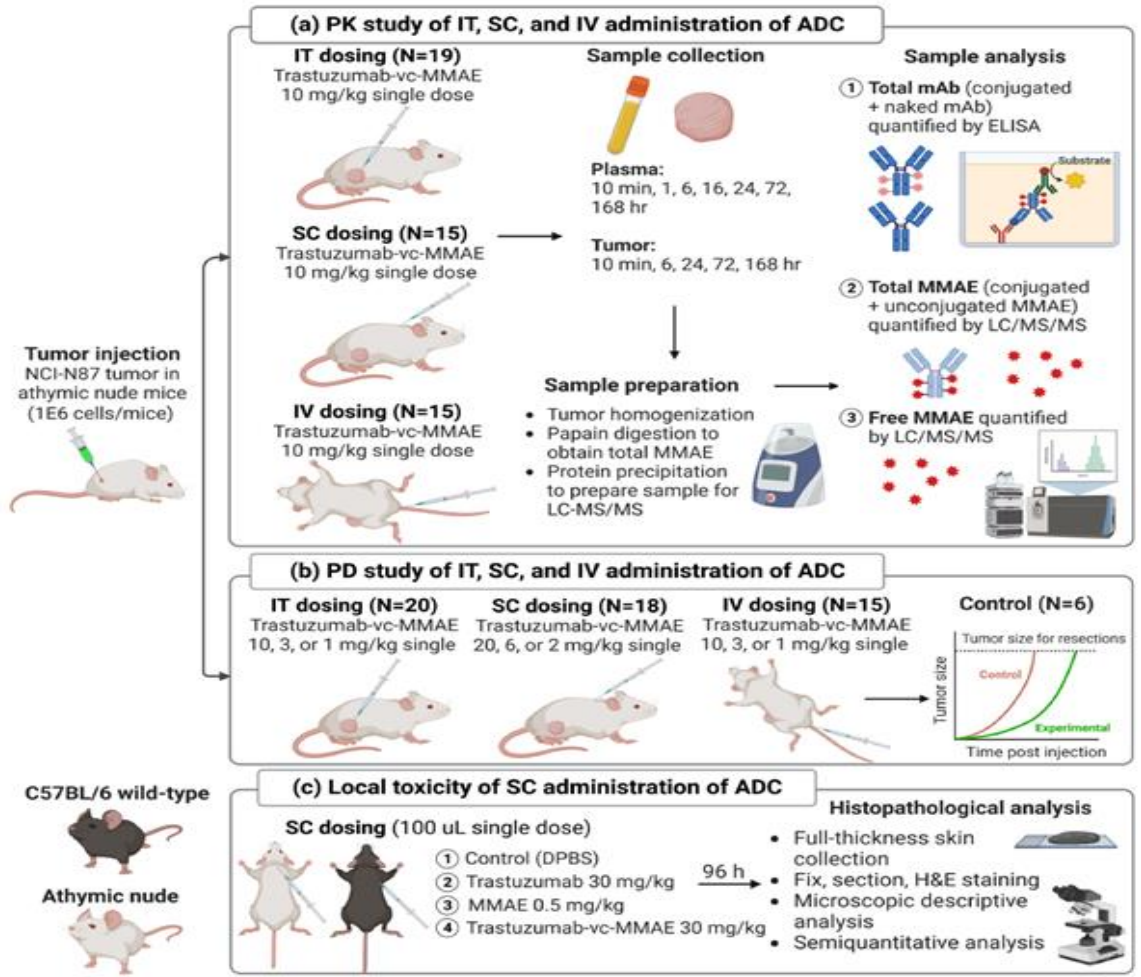 (a) PK study of IT, SC, and IV administration of ADC
IT dosing (N=19)
Trastuzumab-vc-MMAE
10 mg/kg single dose
SC dosing (N=15)
Trastuzumab-vc-MMAE
10 mg/kg single dose
IV dosing (N=15)
Trastuzumab-vc-MMAE
10 mg/kg single dose
Sample collection
Plasma:
10 min, 1, 6, 16, 24, 72,
168 hr
Tumor:
10 min, 6, 24, 72, 168 hr
Sample preparation
• Tumor homogenization
• Papain digestion to
obtain total MMAE
• Protein precipitation
to prepare sample for
LC-MS/MS
Sample analysis
① Total mAb (conjugated
+ naked mAb)
quantified by ELISA
Substrate
② Total MMAE (conjugated
+ unconjugated MMAE)
quantified by LC/MS/MS
③ Free MMAE quantified
by LC/MS/MS
Tumor injection
NCI-N87 tumor in
athymic nude mice
(1E6 cells/mice)
(b) PD study of IT, SC, and IV administration of ADC
IT dosing (N=20)
Trastuzumab-vc-MMAE
10, 3, or 1 mg/kg single
SC dosing (N=18)
Trastuzumab-vc-MMAE
20, 6, or 2 mg/kg single
IV dosing (N=15)
Trastuzumab-vc-MMAE
10, 3, or 1 mg/kg single
Control (N=6)
Tumor size for resections
Control
Experimental
Tumor size
Time post injection
C57BL/6 wild-type
Athymic nude
(c) Local toxicity of SC administration of ADC
SC dosing (100 uL single dose)
① Control (DPBS)
② Trastuzumab 30 mg/kg
③ MMAE 0.5 mg/kg
④ Trastuzumab-vc-MMAE 30 mg/kg
96 h
Histopathological analysis
• Full-thickness skin
collection
• Fix, section, H&E staining
• Microscopic descriptive
analysis
• Semiquantitative analysis